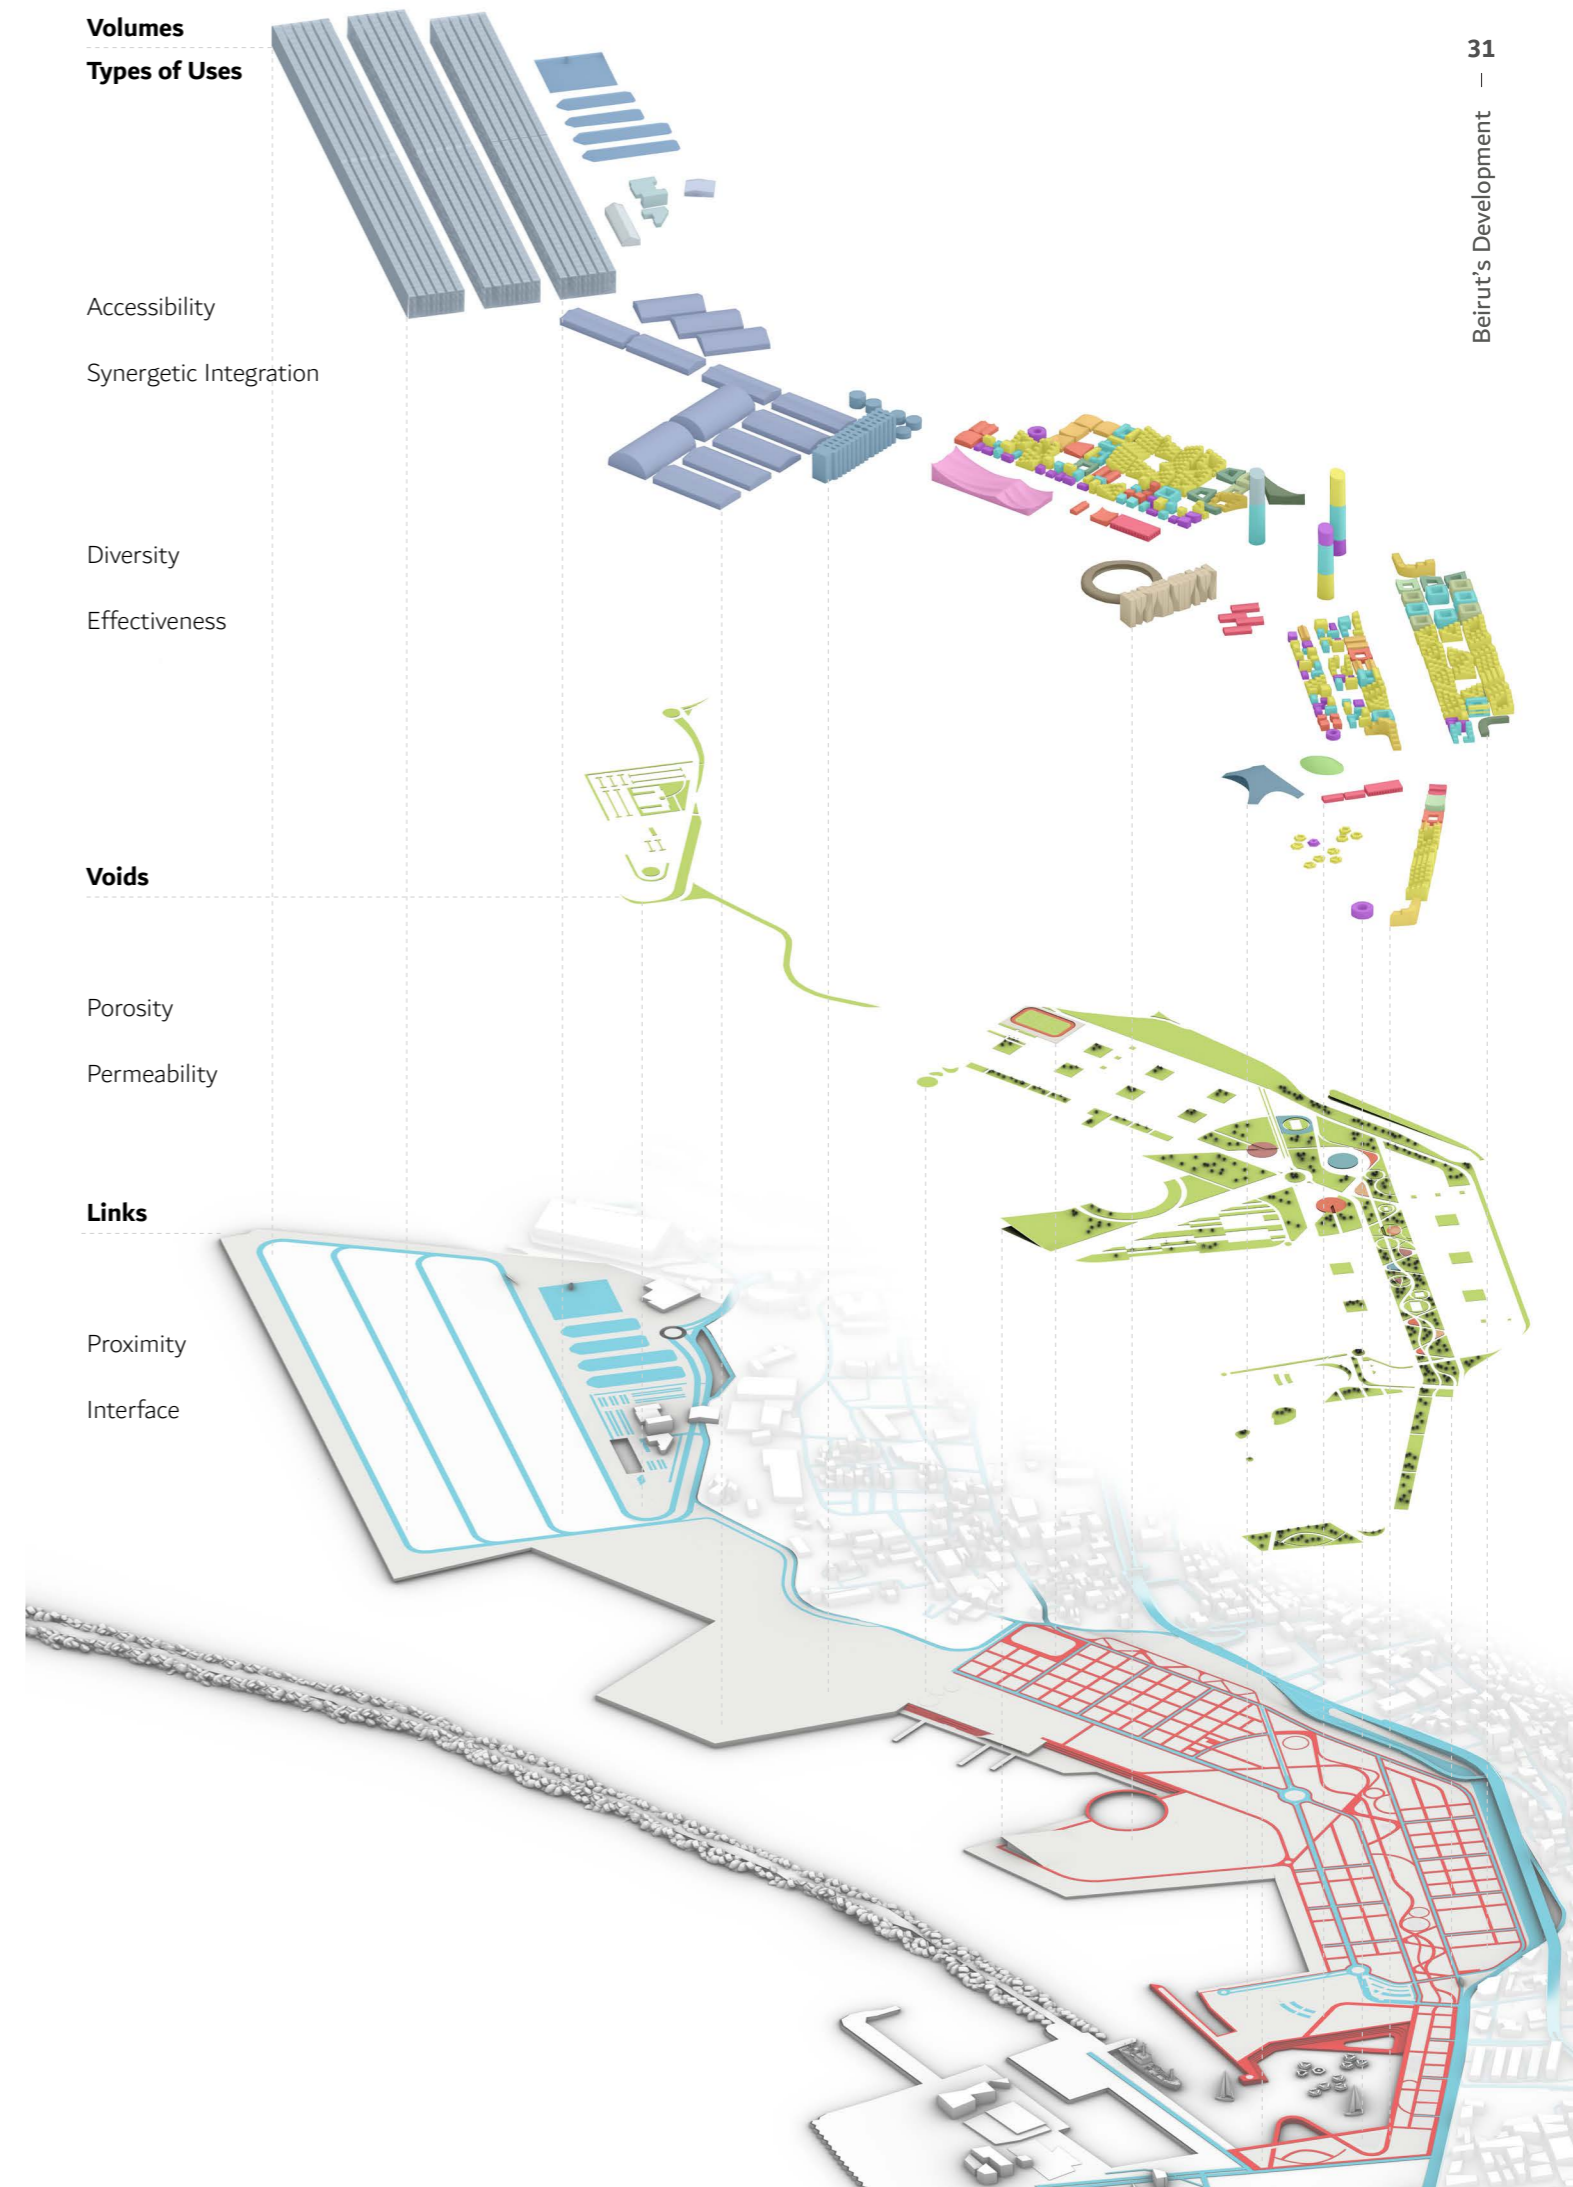 Volumes
Types of Uses
Accessibility
Synergetic Integration
Diversity
Effectiveness
Voids
Porosity
Permeability
Links
Proximity
Interface
31
Beirut's Development